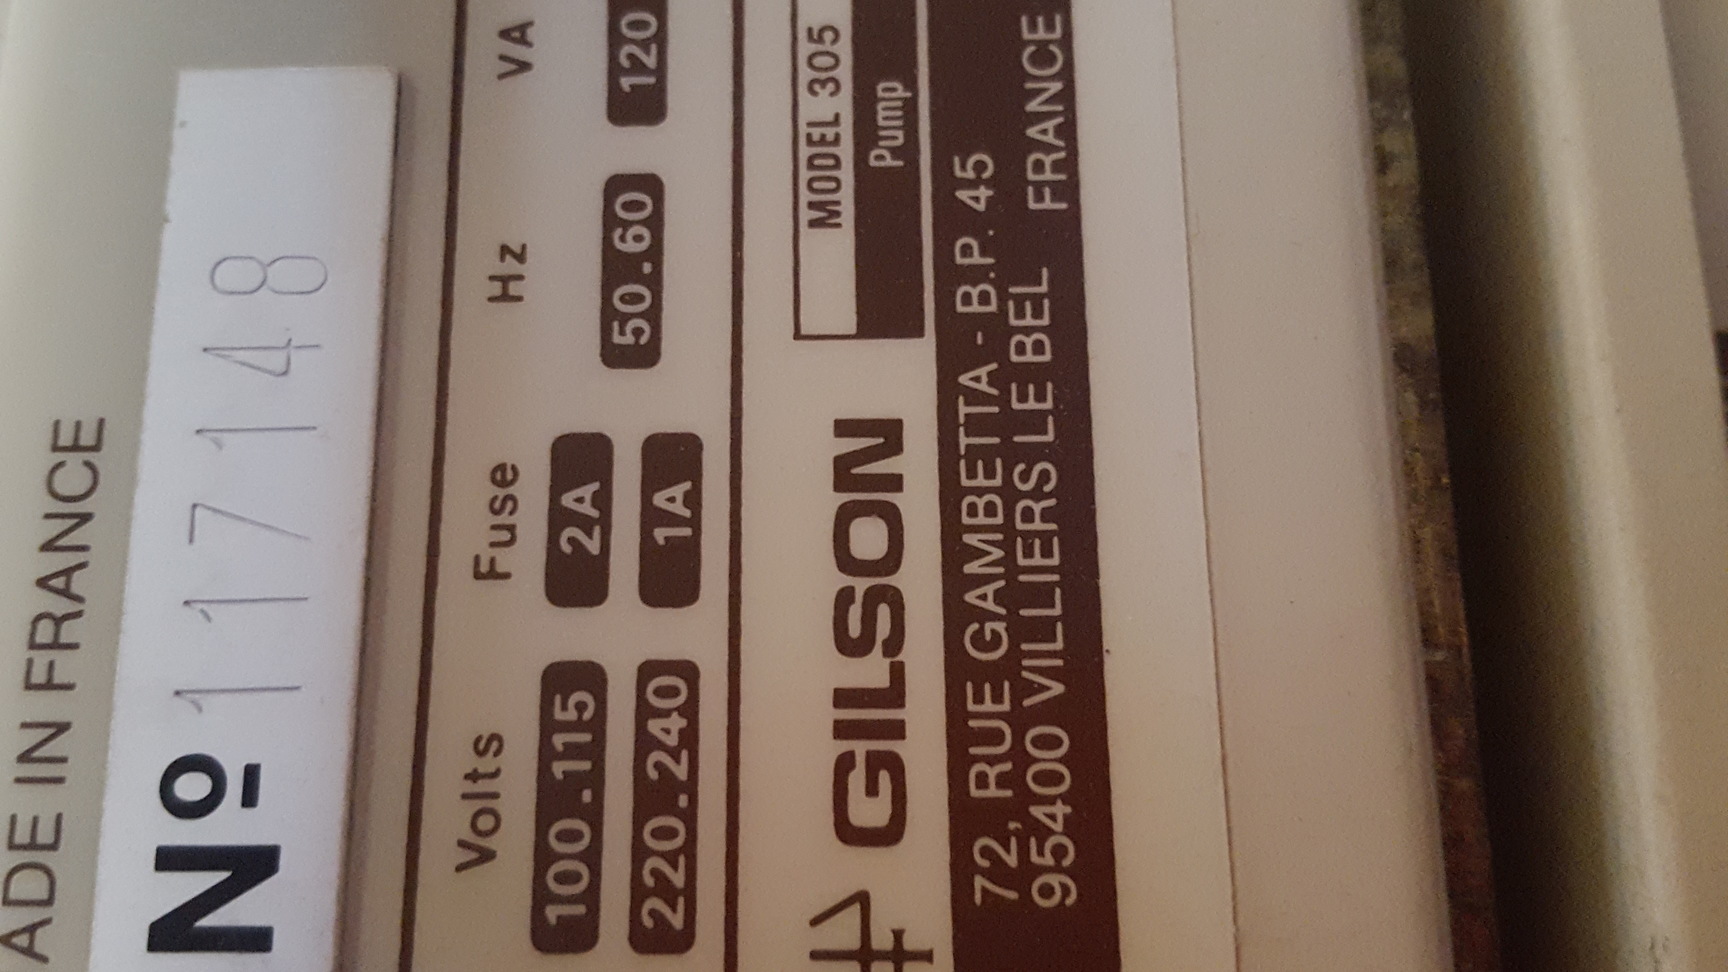 ADE IN FRANCE
Nº 117148
Volts Fuse Hz VA
100.115 2A 50.60 120
220.240 1A
GILSON MODEL 305
Pump
72, RUE GAMBETTA - B.P. 45
95400 VILLIERS LE BEL FRANCE